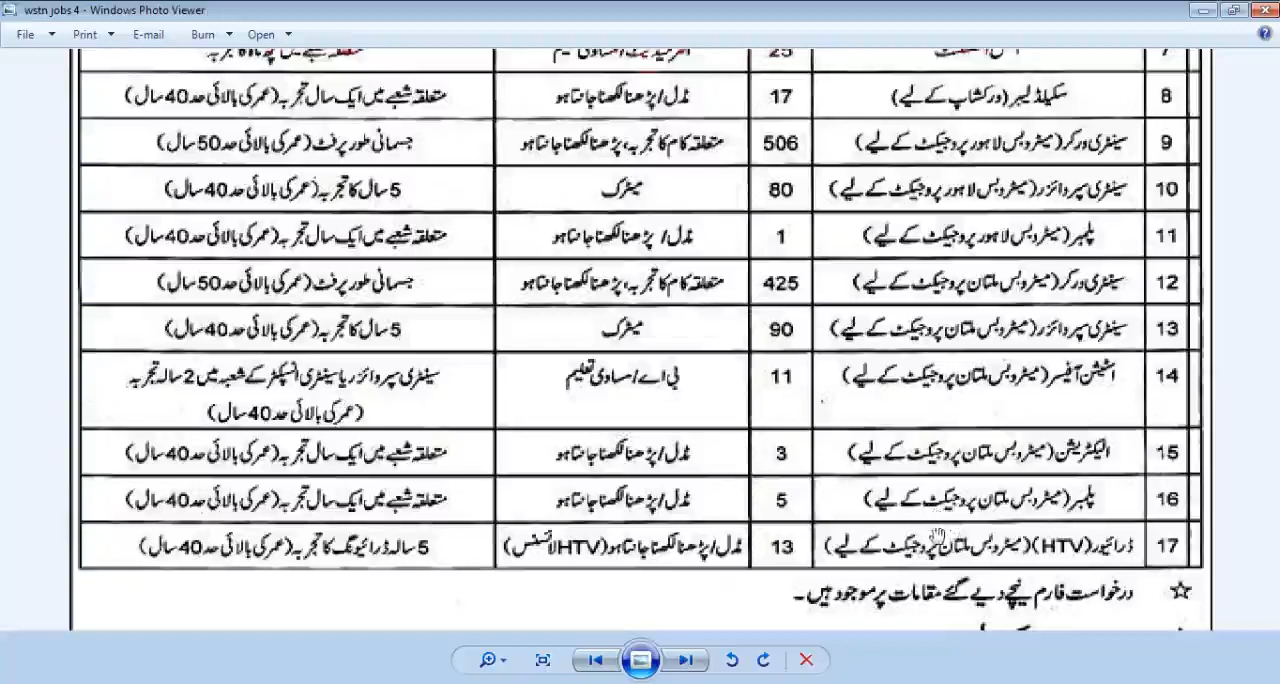 wstn jobs 4 - Windows Photo Viewer
File Print E-mail Burn Open
7 25
8 سکیلڈ لیبر (ورکشاپ کے لیے) 17 مڈل/پڑھنا لکھنا جانتا ہو متعلقہ شعبے میں ایک سال تجربہ (عمر کی بالائی حد 40 سال)
9 سینٹری ورکر (میٹرو بس لاہور پروجیکٹ کے لیے) 506 متعلقہ کام کا تجربہ، پڑھنا لکھنا جانتا ہو جسمانی طور پر فٹ (عمر کی بالائی حد 50 سال)
10 سینٹری سپروائزر (میٹرو بس لاہور پروجیکٹ کے لیے) 80 میٹرک 5 سال کا تجربہ (عمر کی بالائی حد 40 سال)
11 پلمبر (میٹرو بس لاہور پروجیکٹ کے لیے) 1 مڈل/ پڑھنا لکھنا جانتا ہو متعلقہ شعبے میں ایک سال تجربہ (عمر کی بالائی حد 40 سال)
12 سینٹری ورکر (میٹرو بس ملتان پروجیکٹ کے لیے) 425 متعلقہ کام کا تجربہ، پڑھنا لکھنا جانتا ہو جسمانی طور پر فٹ (عمر کی بالائی حد 50 سال)
13 سینٹری سپروائزر (میٹرو بس ملتان پروجیکٹ کے لیے) 90 میٹرک 5 سال کا تجربہ (عمر کی بالائی حد 40 سال)
14 اسٹیشن آفیسر (میٹرو بس ملتان پروجیکٹ کے لیے) 11 بی اے/مساوی تعلیم سینٹری سپروائزر یا سینٹری انسپکٹر کے شعبہ میں 2 سالہ تجربہ
(عمر کی بالائی حد 40 سال)
15 الیکٹریشن (میٹرو بس ملتان پروجیکٹ کے لیے) 3 مڈل/پڑھنا لکھنا جانتا ہو متعلقہ شعبے میں ایک سال تجربہ (عمر کی بالائی حد 40 سال)
16 پلمبر (میٹرو بس ملتان پروجیکٹ کے لیے) 5 مڈل/پڑھنا لکھنا جانتا ہو متعلقہ شعبے میں ایک سال تجربہ (عمر کی بالائی حد 40 سال)
17 ڈرائیور (HTV) (میٹرو بس ملتان پروجیکٹ کے لیے) 13 مڈل/پڑھنا لکھنا جانتا ہو (HTV لائسنس) 5 سالہ ڈرائیونگ کا تجربہ (عمر کی بالائی حد 40 سال)
☆ درخواست فارم نیچے دیے گئے مقامات پر موجود ہیں۔